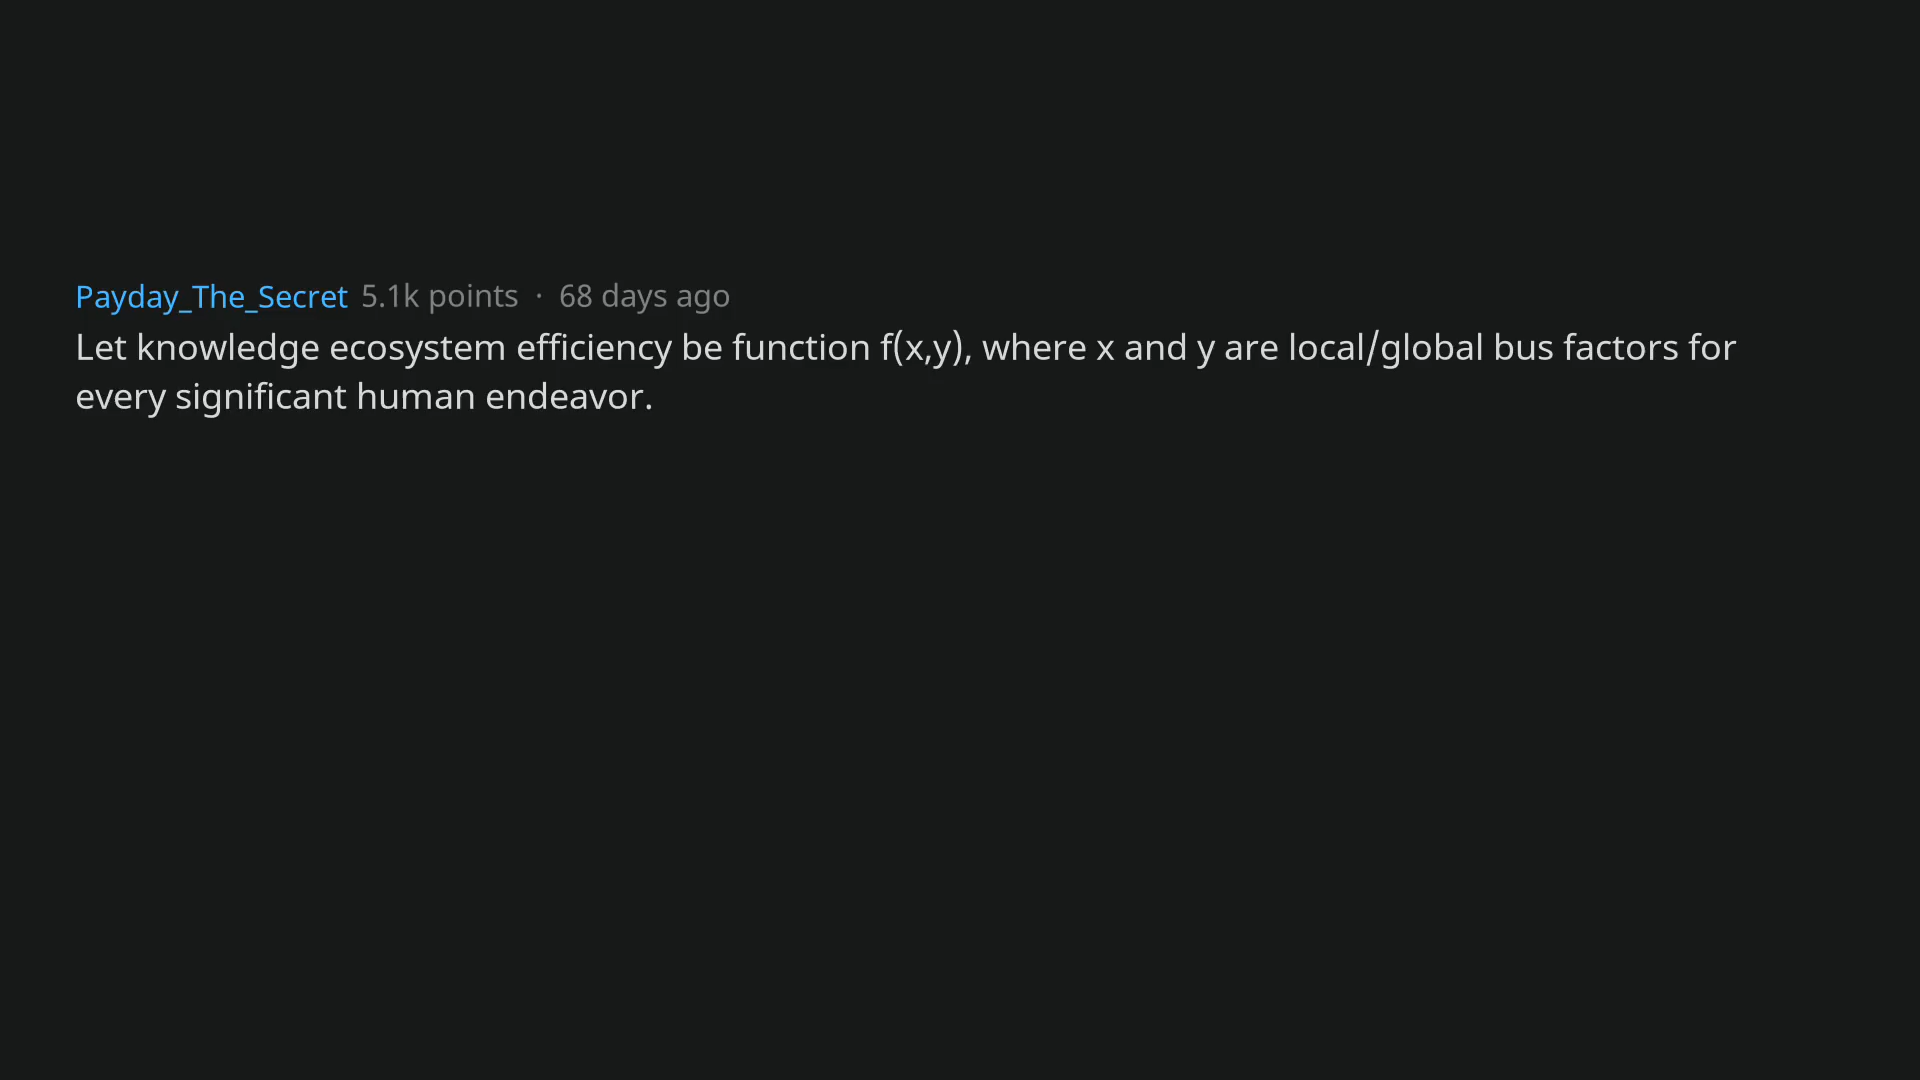 Payday_The_Secret 5.1k points · 68 days ago
Let knowledge ecosystem efficiency be function f(x,y), where x and y are local/global bus factors for
every significant human endeavor.